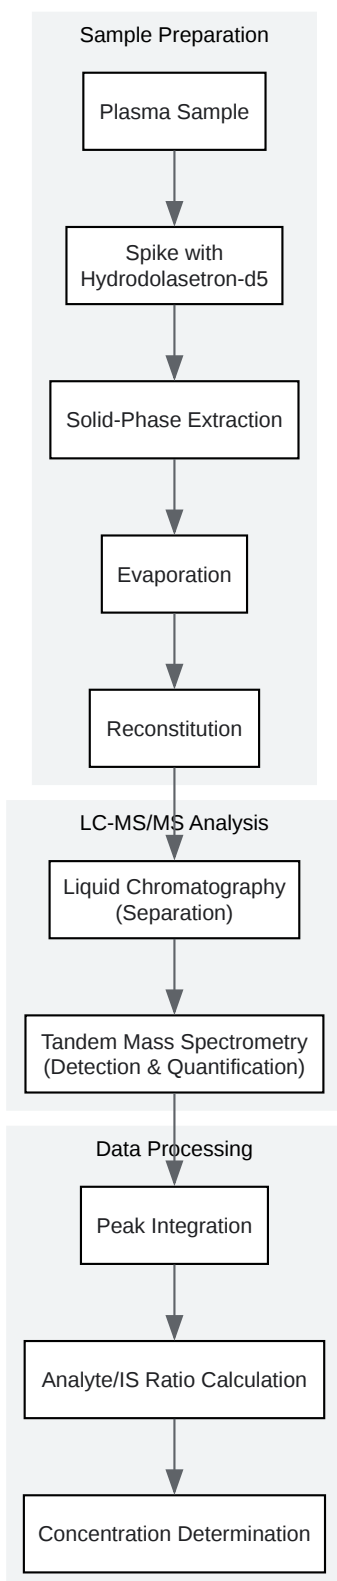 Sample Preparation
Plasma Sample
Spike with
Hydrodolasetron-d5
Solid-Phase Extraction
Evaporation
Reconstitution
LC-MS/MS Analysis
Liquid Chromatography
(Separation)
Tandem Mass Spectrometry
(Detection & Quantification)
Data Processing
Peak Integration
Analyte/IS Ratio Calculation
Concentration Determination